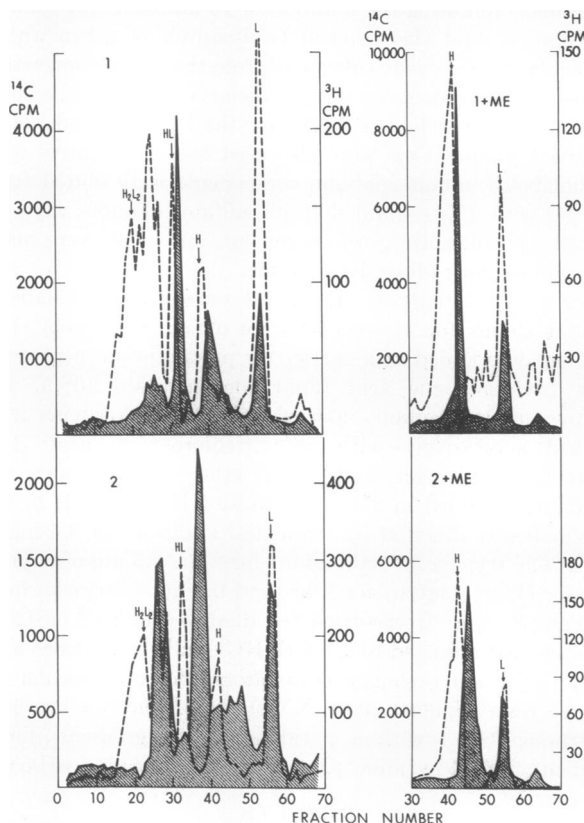 14C
CPM
1
3H
CPM
4000
3000
2000
1000
200
100
H2L2
HL
H
L
14C
CPM
3H
CPM
10000
8000
6000
4000
2000
150
120
90
60
30
1+ME
H
L
2
2000
1500
1000
500
400
300
200
100
H2L2
HL
H
L
0 10 20 30 40 50 60 70
2+ME
6000
4000
2000
180
150
120
90
60
30
H
L
30 40 50 60 70
FRACTION NUMBER